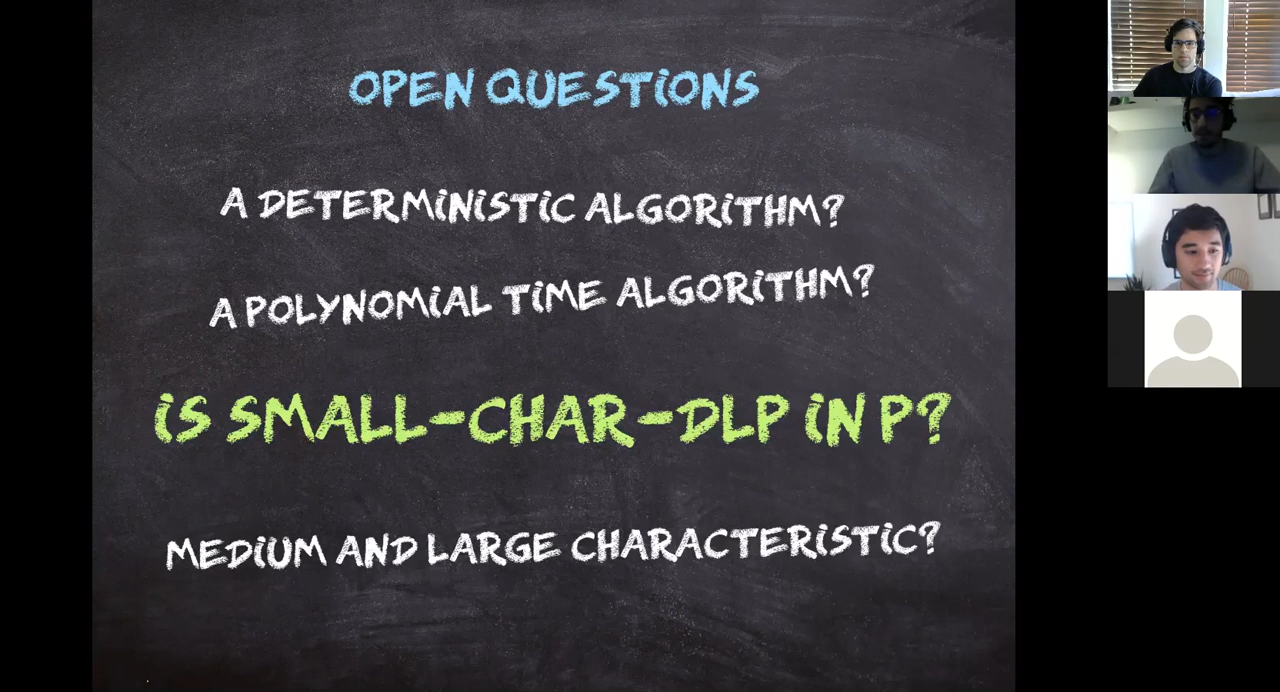 OPEN QUESTIONS
A DETERMINISTIC ALGORITHM?
A POLYNOMIAL TIME ALGORITHM?
IS SMALL-CHAR-DLP IN P?
MEDIUM AND LARGE CHARACTERISTIC?